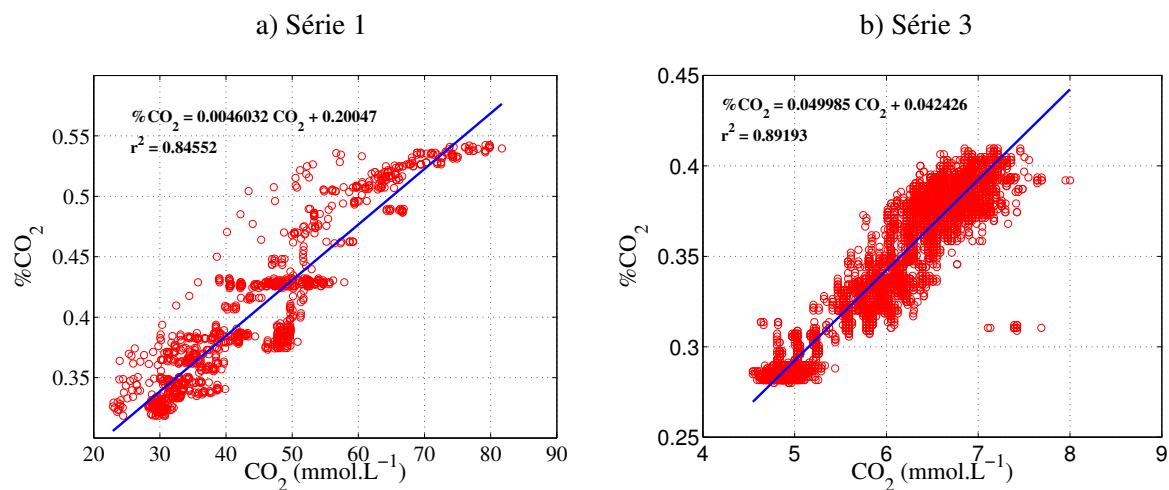 a) Série 1
%CO2 = 0.0046032 CO2 + 0.20047
r2 = 0.84552
%CO2
0.55
0.5
0.45
0.4
0.35
20 30 40 50 60 70 80 90
CO2 (mmol.L−1)
b) Série 3
%CO2 = 0.049985 CO2 + 0.042426
r2 = 0.89193
%CO2
0.45
0.4
0.35
0.3
0.25
4 5 6 7 8 9
CO2 (mmol.L−1)